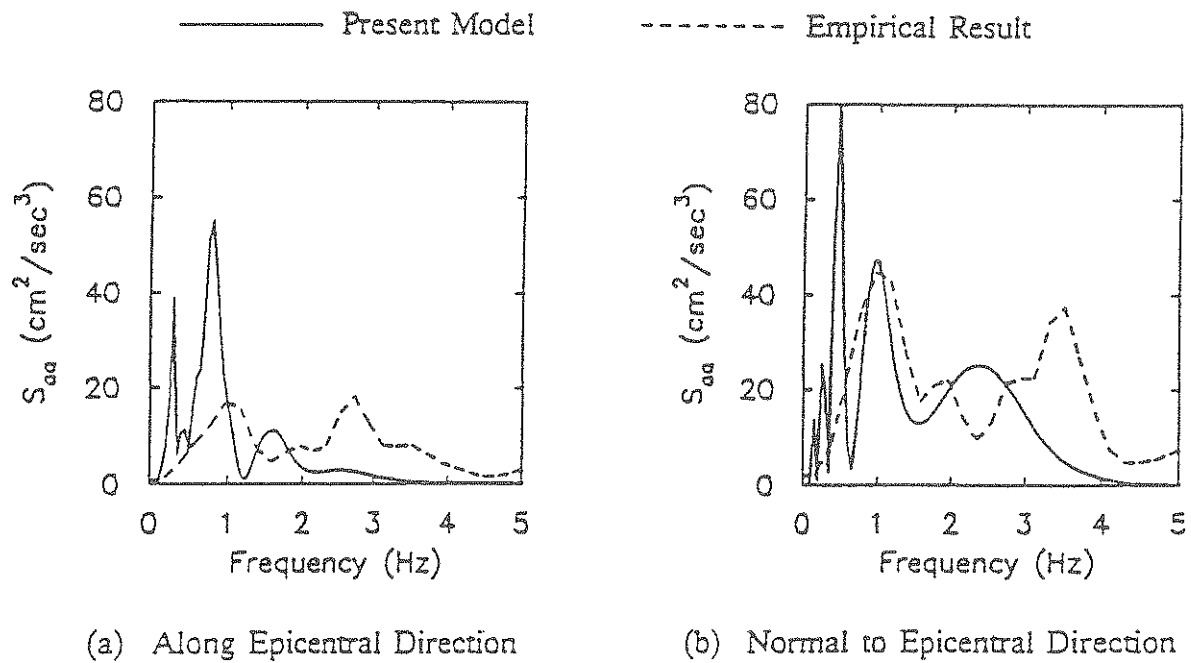 Present Model
Empirical Result
80
60
40
20
0
S_aa (cm²/sec³)
0 1 2 3 4 5
Frequency (Hz)
(a) Along Epicentral Direction
80
60
40
20
0
S_aa (cm²/sec³)
0 1 2 3 4 5
Frequency (Hz)
(b) Normal to Epicentral Direction